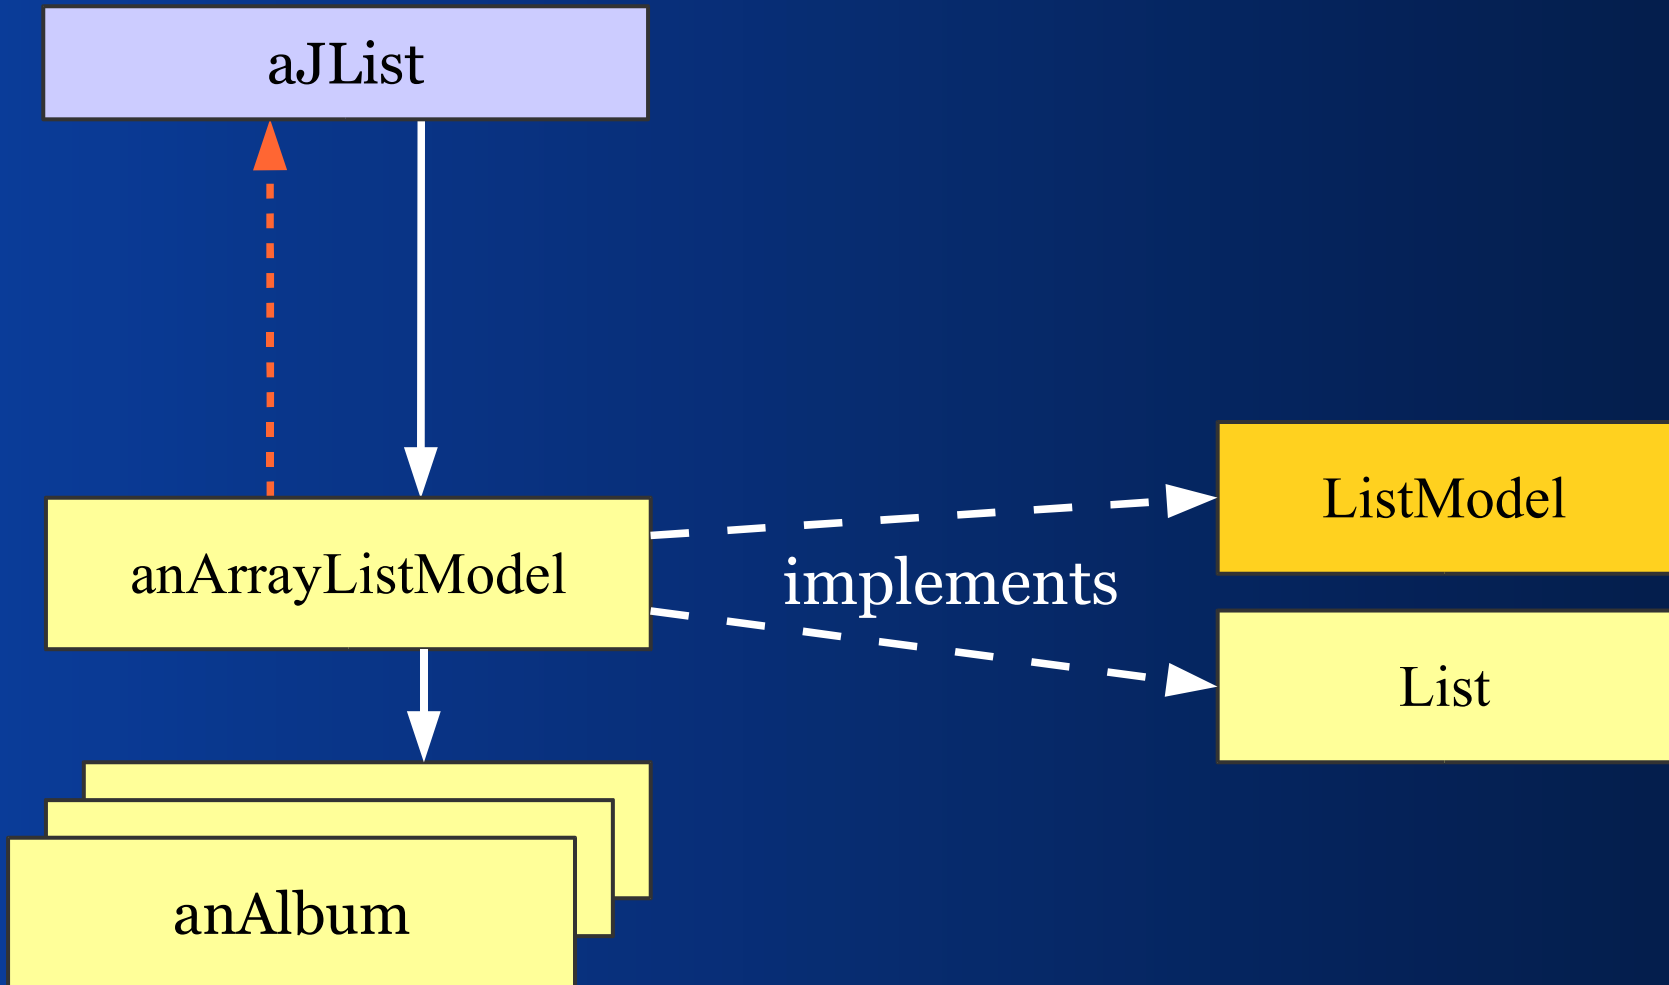 aJList
ListModel
anArrayListModel
implements
List
anAlbum